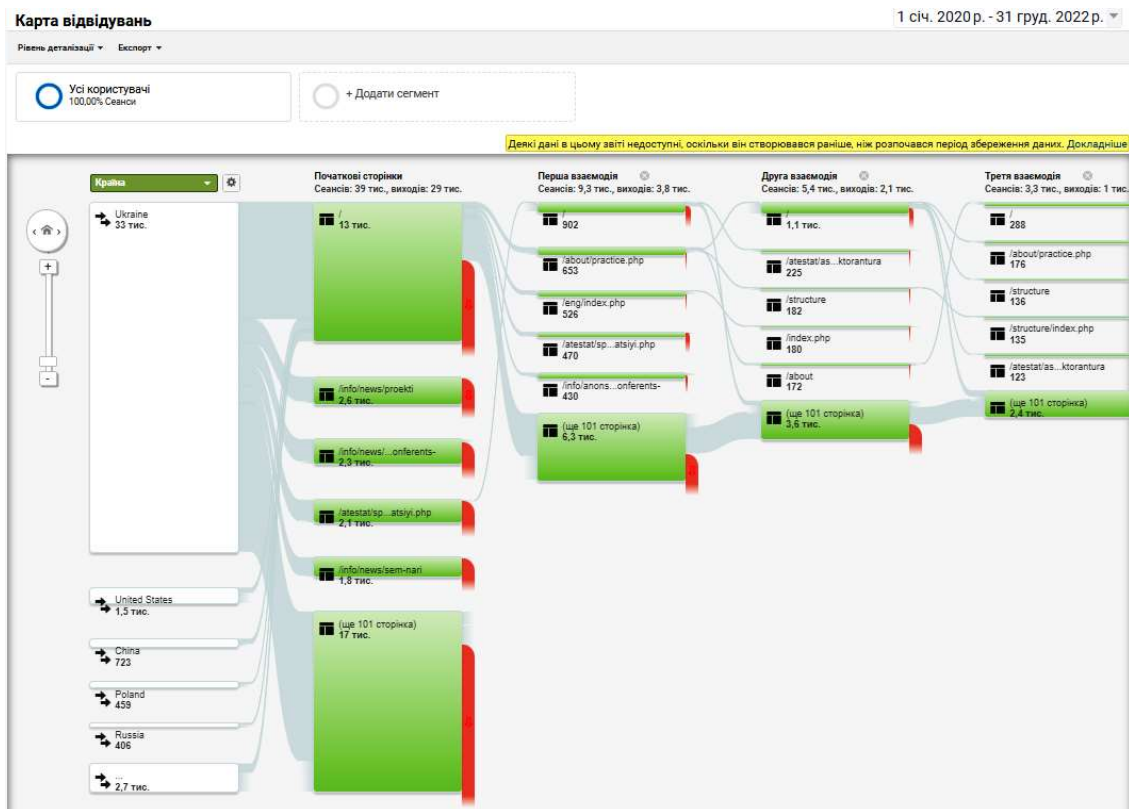 Карта відвідувань
1 січ. 2020 р. - 31 груд. 2022 р.
Рівень деталізації
Експорт
Усі користувачі
100,00% Сеанси
+ Додати сегмент
Деякі дані в цьому звіті недоступні, оскільки він створювався раніше, ніж розпочався період збереження даних. Докладніше
Країна
Ukraine
33 тис.
United States
1,5 тис.
China
723
Poland
459
Russia
406
...
2,7 тис.
Початкові сторінки
Сеансів: 39 тис., виходів: 29 тис.
/
13 тис.
/info/news/proekti
2,6 тис.
/info/news/...onferents-
2,3 тис.
/atestat/sp...atsiyi.php
2,1 тис.
/info/news/sem-nari
1,8 тис.
(ще 101 сторінка)
17 тис.
Перша взаємодія
Сеансів: 9,3 тис., виходів: 3,8 тис.
/
902
/about/practice.php
653
/eng/index.php
526
/atestat/sp...atsiyi.php
470
/info/anons...onferents-
430
(ще 101 сторінка)
6,3 тис.
Друга взаємодія
Сеансів: 5,4 тис., виходів: 2,1 тис.
/
1,1 тис.
/atestat/as...ktorantura
225
/structure
182
/index.php
180
/about
172
(ще 101 сторінка)
3,6 тис.
Третя взаємодія
Сеансів: 3,3 тис., виходів: 1 тис.
/
288
/about/practice.php
176
/structure
136
/structure/index.php
135
/atestat/as...ktorantura
123
(ще 101 сторінка)
2,4 тис.